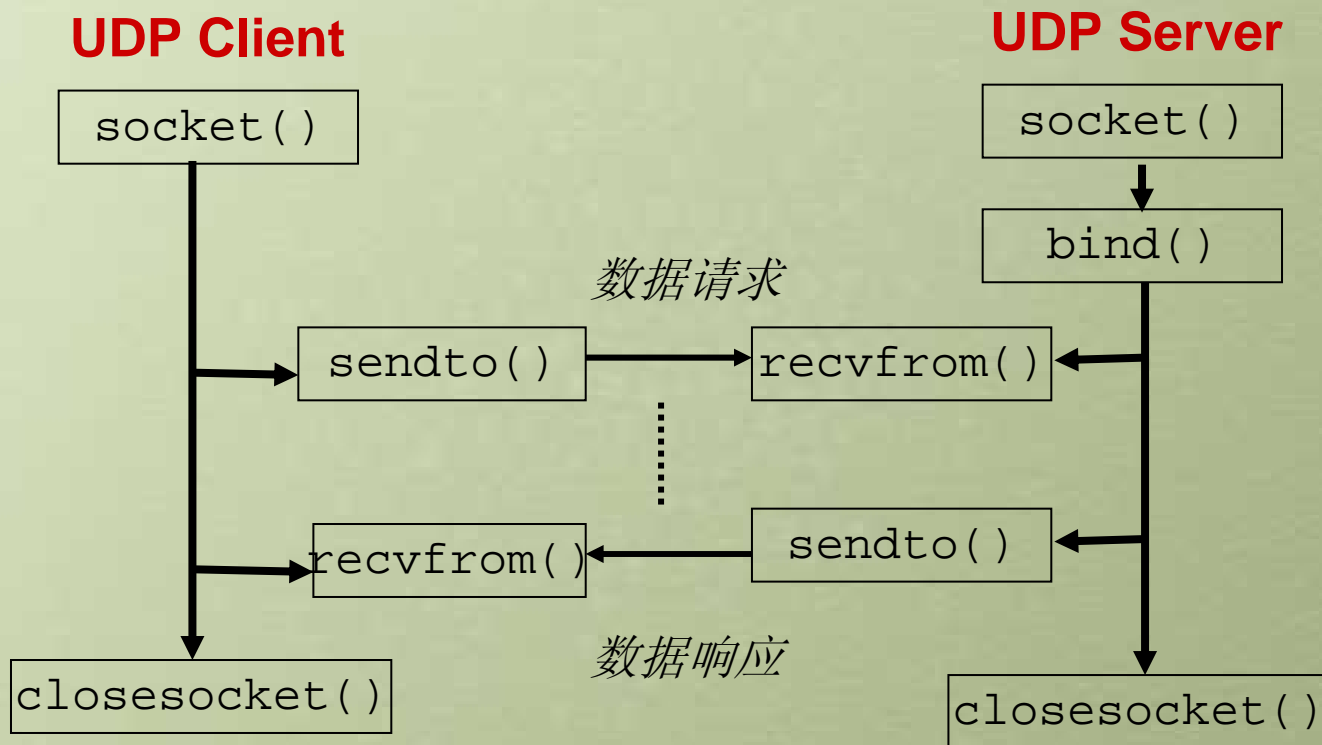 UDP Client
UDP Server
socket()
socket()
bind()
数据请求
sendto()
recvfrom()
sendto()
recvfrom()
数据响应
closesocket()
closesocket()